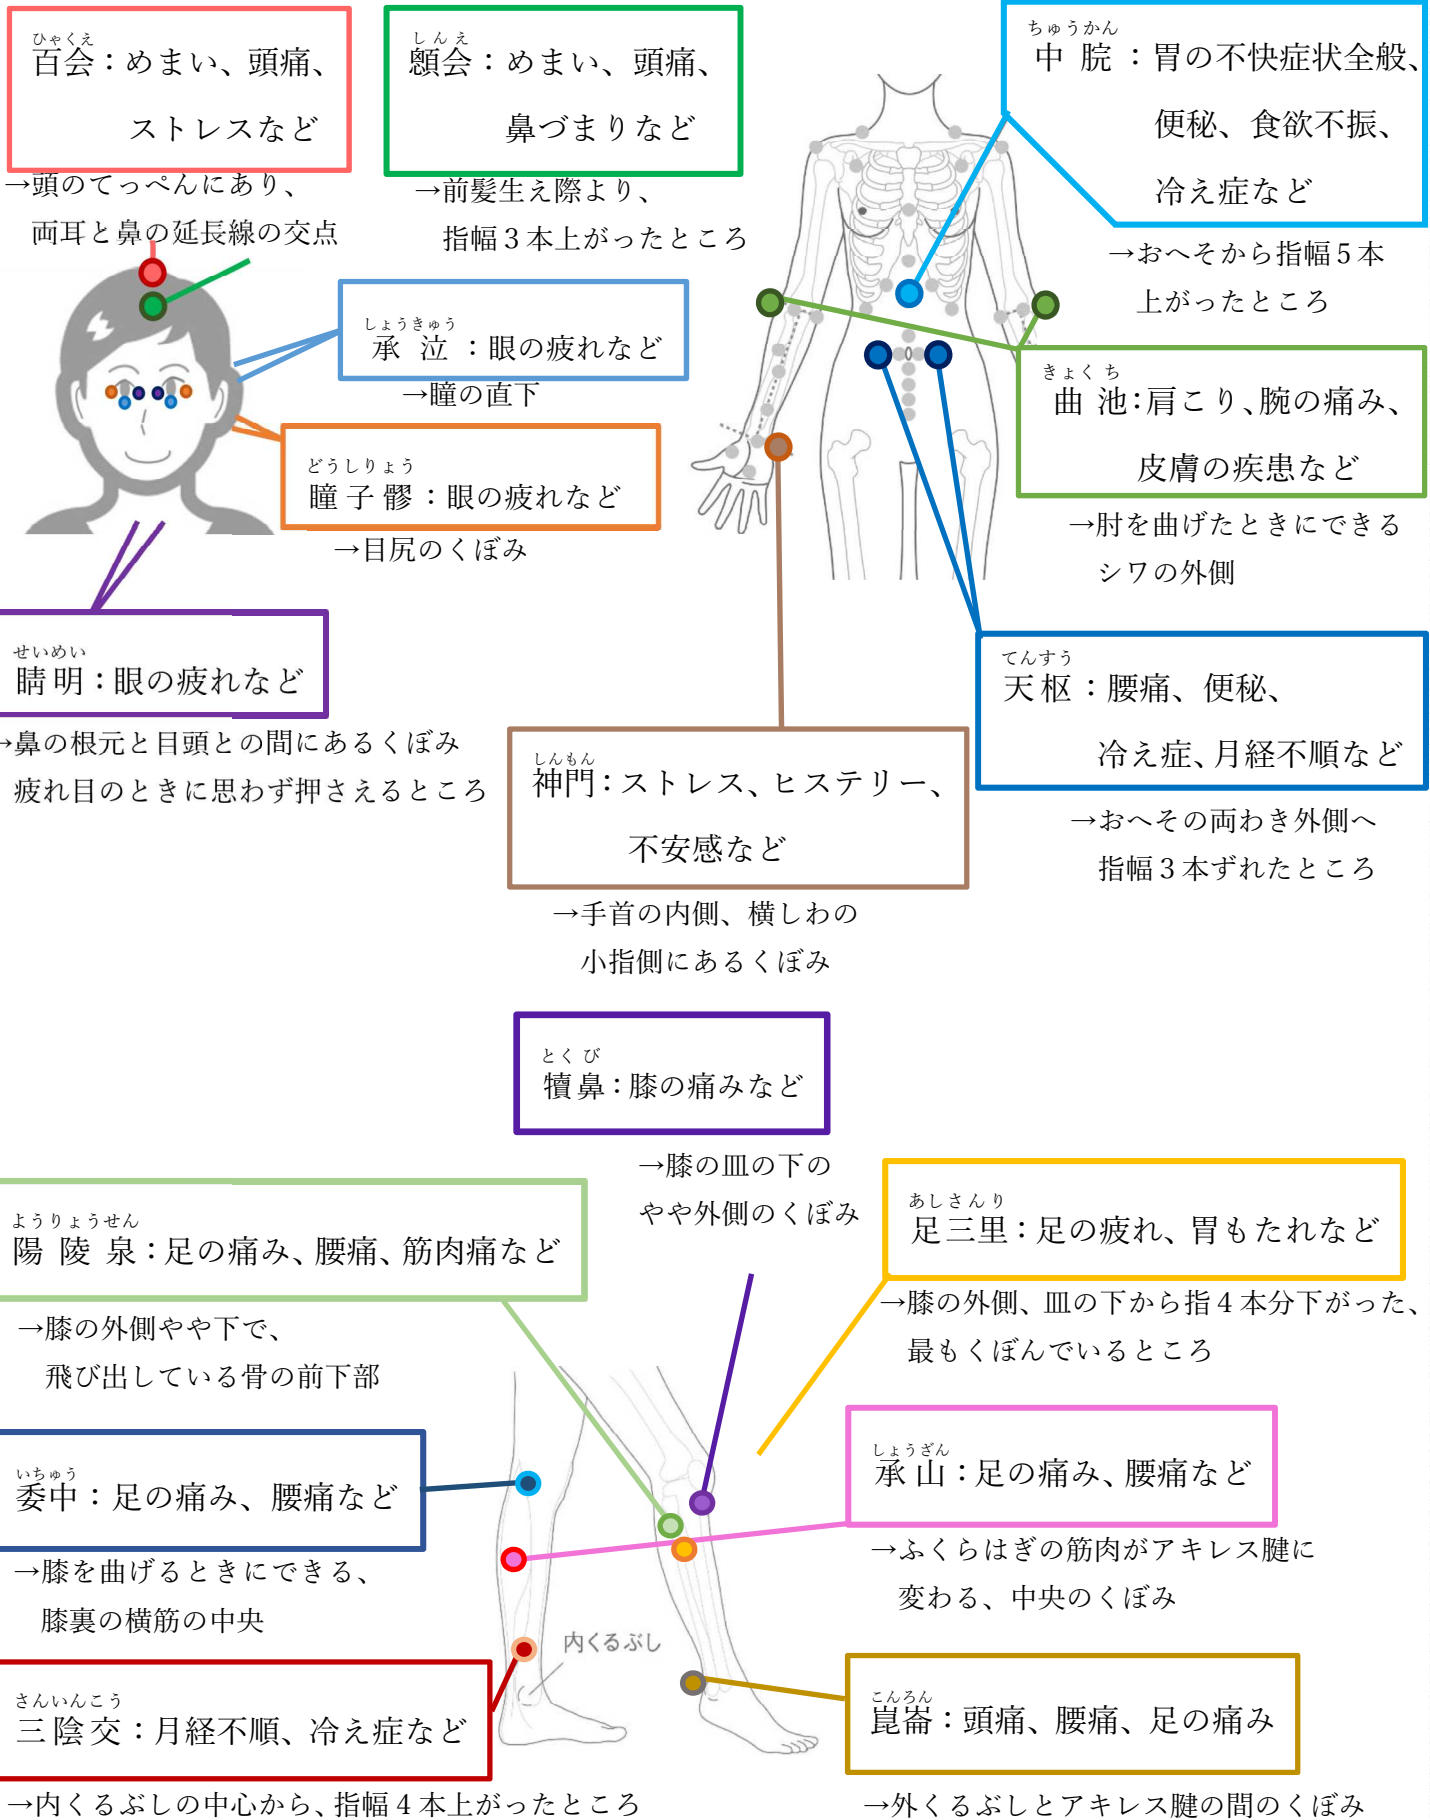 ひゃくえ
百会：めまい、頭痛、
ストレスなど
→頭のてっぺんにあり、
両耳と鼻の延長線の交点
しんえ
顖会：めまい、頭痛、
鼻づまりなど
→前髪生え際より、
指幅３本上がったところ
ちゅうかん
中脘：胃の不快症状全般、
便秘、食欲不振、
冷え症など
→おへそから指幅５本
上がったところ
しょうきゅう
承泣：眼の疲れなど
→瞳の直下
どうしりょう
瞳子髎：眼の疲れなど
→目尻のくぼみ
きょくち
曲池：肩こり、腕の痛み、
皮膚の疾患など
→肘を曲げたときにできる
シワの外側
せいめい
睛明：眼の疲れなど
→鼻の根元と目頭との間にあるくぼみ
疲れ目のときに思わず押さえるところ
てんすう
天枢：腰痛、便秘、
冷え症、月経不順など
→おへその両わき外側へ
指幅３本ずれたところ
しんもん
神門：ストレス、ヒステリー、
不安感など
→手首の内側、横しわの
小指側にあるくぼみ
とくび
犢鼻：膝の痛みなど
→膝の皿の下の
やや外側のくぼみ
ようりょうせん
陽陵泉：足の痛み、腰痛、筋肉痛など
→膝の外側やや下で、
飛び出している骨の前下部
あしさんり
足三里：足の疲れ、胃もたれなど
→膝の外側、皿の下から指４本分下がった、
最もくぼんでいるところ
いちゅう
委中：足の痛み、腰痛など
→膝を曲げるときにできる、
膝裏の横筋の中央
しょうざん
承山：足の痛み、腰痛など
→ふくらはぎの筋肉がアキレス腱に
変わる、中央のくぼみ
内くるぶし
さんいんこう
三陰交：月経不順、冷え症など
→内くるぶしの中心から、指幅４本上がったところ
こんろん
崑崙：頭痛、腰痛、足の痛み
→外くるぶしとアキレス腱の間のくぼみ